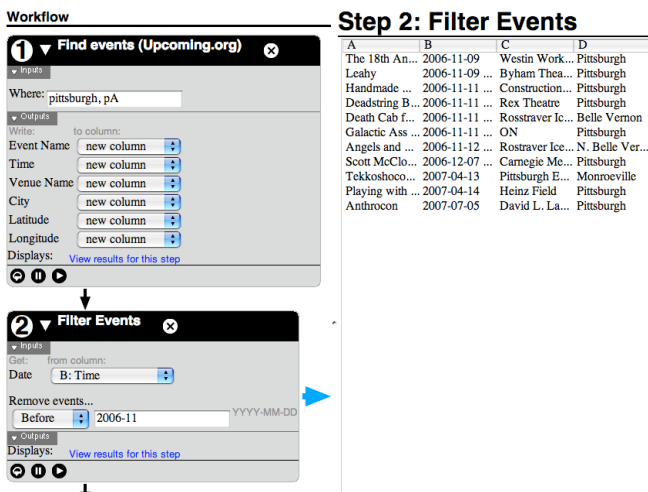 Workflow
1 Find events (Upcoming.org)
Inputs
Where: pittsburgh, pA
Outputs
Write: to column:
Event Name new column
Time new column
Venue Name new column
City new column
Latitude new column
Longitude new column
Displays: View results for this step
2 Filter Events
Inputs
Get: from column:
Date B: Time
Remove events...
Before 2006-11 YYYY-MM-DD
Outputs
Displays: View results for this step
Step 2: Filter Events
A B C D
The 18th An... 2006-11-09 Westin Work... Pittsburgh
Leahy 2006-11-09 ... Byham Thea... Pittsburgh
Handmade ... 2006-11-11 ... Construction... Pittsburgh
Deadstring B... 2006-11-11 ... Rex Theatre Pittsburgh
Death Cab f... 2006-11-11 ... Rosstraver Ic... Belle Vernon
Galactic Ass ... 2006-11-11 ... ON Pittsburgh
Angels and ... 2006-11-12 ... Rostraver Ice... N. Belle Ver...
Scott McClo... 2006-12-07 ... Carnegie Me... Pittsburgh
Tekkoshoco... 2007-04-13 Pittsburgh E... Monroeville
Playing with ... 2007-04-14 Heinz Field Pittsburgh
Anthrocon 2007-07-05 David L. La... Pittsburgh